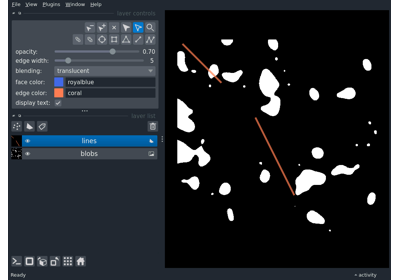 File View Plugins Window Help
layer controls
opacity: 0.70
edge width: 5
blending: translucent
face color: royalblue
edge color: coral
display text:
layer list
lines
blobs
Ready
activity